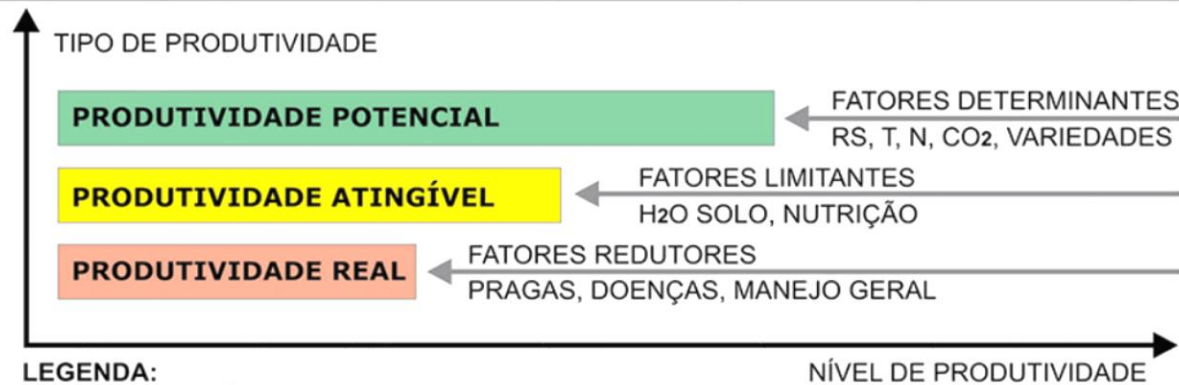 TIPO DE PRODUTIVIDADE
PRODUTIVIDADE POTENCIAL
FATORES DETERMINANTES
RS, T, N, CO2, VARIEDADES
PRODUTIVIDADE ATINGÍVEL
FATORES LIMITANTES
H2O SOLO, NUTRIÇÃO
PRODUTIVIDADE REAL
FATORES REDUTORES
PRAGAS, DOENÇAS, MANEJO GERAL
LEGENDA:
NÍVEL DE PRODUTIVIDADE